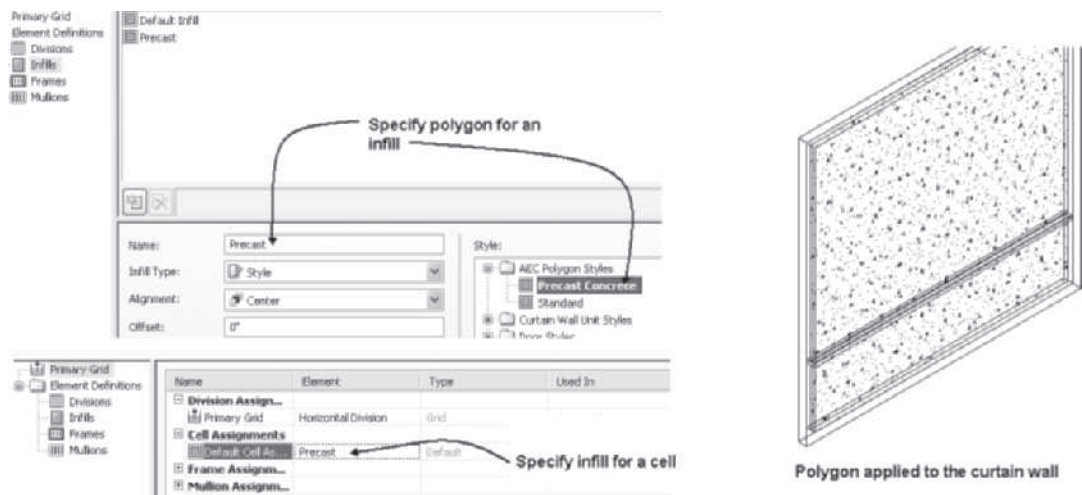 Primary Grid
Element Definitions
Divisions
Infills
Frames
Mullions
Default Infill
Precast
Specify polygon for an
infill
Name: Precast
Infill Type: Style
Alignment: Center
Offset: 0"
Style:
AEC Polygon Styles
Precast Concrete
Standard
Curtain Wall Unit Styles
Door Styles
Primary Grid
Element Definitions
Divisions
Infills
Frames
Mullions
Name Element Type Used In
Division Assign...
Primary Grid Horizontal Division Grid
Cell Assignments
Default Cell As... Precast Default
Frame Assignm...
Mullion Assignm...
Specify infill for a cell
Polygon applied to the curtain wall